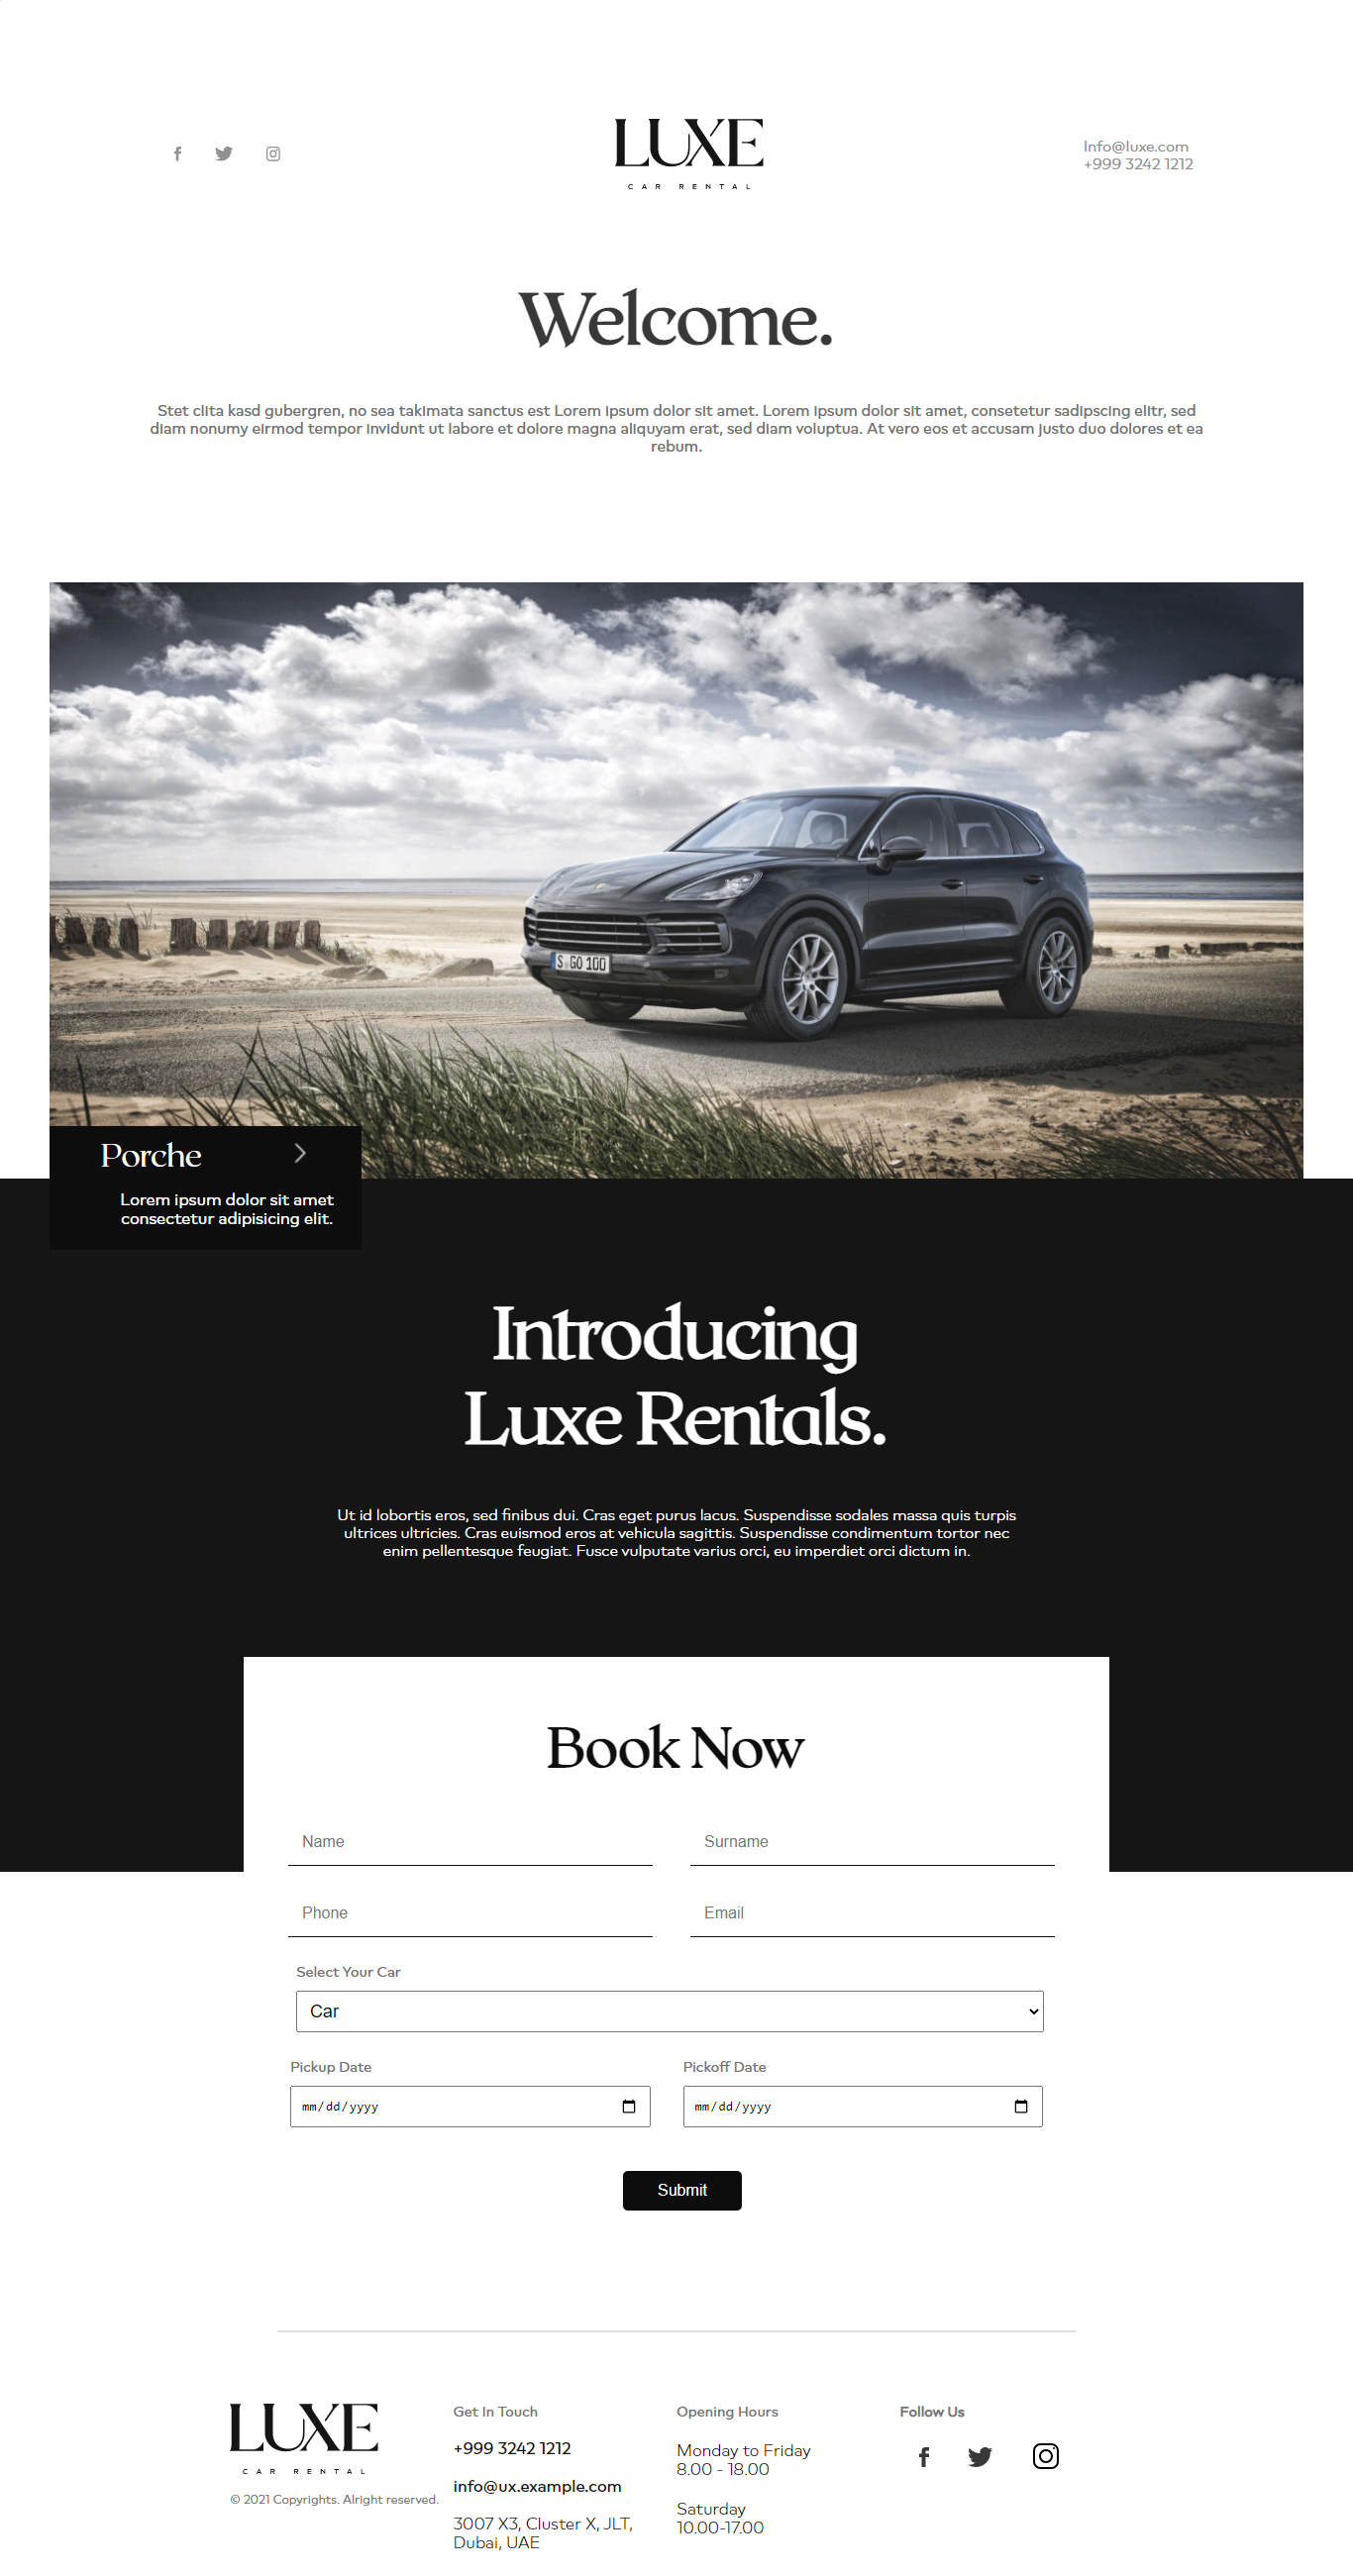 LUXE
CAR RENTAL
Info@luxe.com
+999 3242 1212
Welcome.
Stet clita kasd gubergren, no sea takimata sanctus est Lorem ipsum dolor sit amet. Lorem ipsum dolor sit amet, consetetur sadipscing elitr, sed
diam nonumy eirmod tempor invidunt ut labore et dolore magna aliquyam erat, sed diam voluptua. At vero eos et accusam justo duo dolores et ea
rebum.
S GO 100
Porche
Lorem ipsum dolor sit amet
consectetur adipisicing elit.
Introducing
Luxe Rentals.
Ut id lobortis eros, sed finibus dui. Cras eget purus lacus. Suspendisse sodales massa quis turpis
ultrices ultricies. Cras euismod eros at vehicula sagittis. Suspendisse condimentum tortor nec
enim pellentesque feugiat. Fusce vulputate varius orci, eu imperdiet orci dictum in.
Book Now
Name
Surname
Phone
Email
Select Your Car
Car
Pickup Date
Pickoff Date
mm/dd/yyyy
mm/dd/yyyy
Submit
LUXE
CAR RENTAL
© 2021 Copyrights. Alright reserved.
Get In Touch
+999 3242 1212
info@ux.example.com
3007 X3, Cluster X, JLT,
Dubai, UAE
Opening Hours
Monday to Friday
8.00 - 18.00
Saturday
10.00-17.00
Follow Us